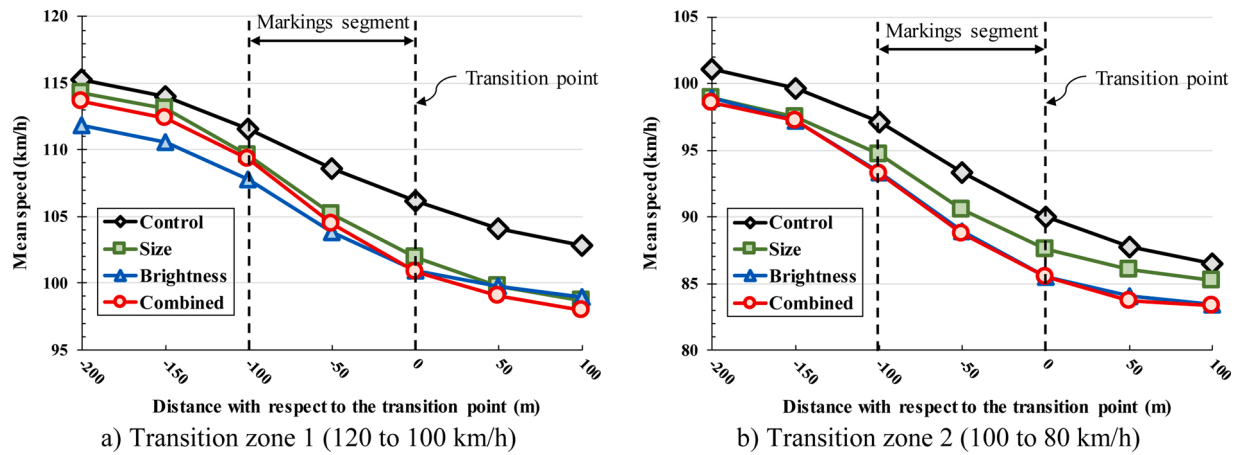 120
115
110
105
100
95
Mean speed (km/h)
Markings segment
Transition point
Control
Size
Brightness
Combined
-200
-150
-100
-50
0
50
100
Distance with respect to the transition point (m)
a) Transition zone 1 (120 to 100 km/h)
105
100
95
90
85
80
Mean speed (km/h)
Markings segment
Transition point
Control
Size
Brightness
Combined
-200
-150
-100
-50
0
50
100
Distance with respect to the transition point (m)
b) Transition zone 2 (100 to 80 km/h)